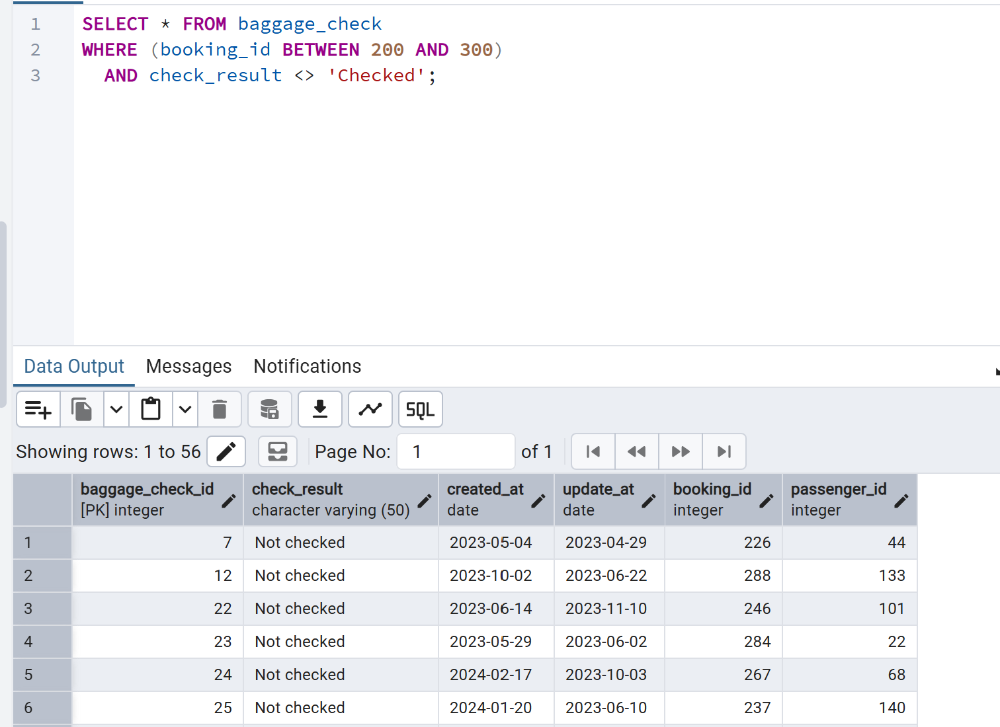 1 SELECT * FROM baggage_check
2 WHERE (booking_id BETWEEN 200 AND 300)
3 AND check_result <> 'Checked';
Data Output Messages Notifications
SQL
Showing rows: 1 to 56 Page No: 1 of 1
baggage_check_id check_result created_at update_at booking_id passenger_id
[PK] integer character varying (50) date date integer integer
1 7 Not checked 2023-05-04 2023-04-29 226 44
2 12 Not checked 2023-10-02 2023-06-22 288 133
3 22 Not checked 2023-06-14 2023-11-10 246 101
4 23 Not checked 2023-05-29 2023-06-02 284 22
5 24 Not checked 2024-02-17 2023-10-03 267 68
6 25 Not checked 2024-01-20 2023-06-10 237 140